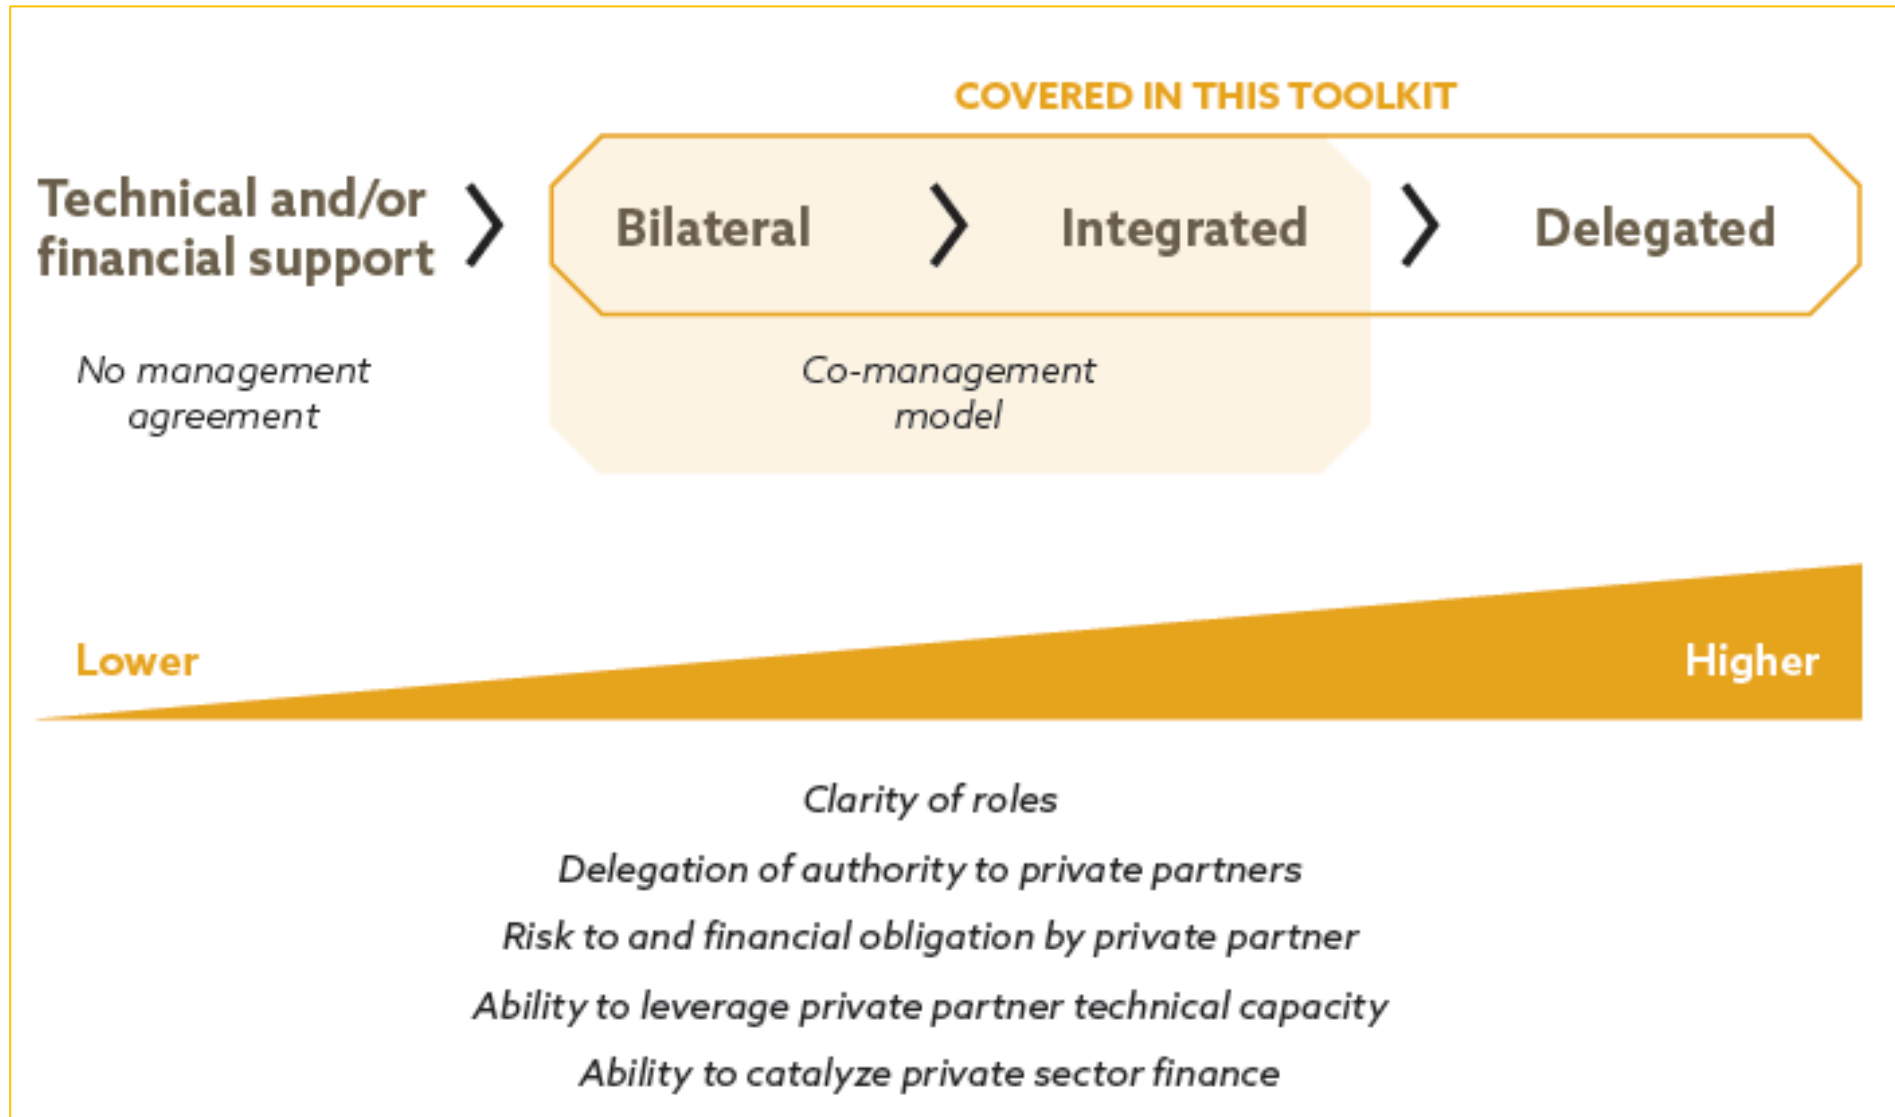 COVERED IN THIS TOOLKIT
Technical and/or
financial support
Bilateral
Integrated
Delegated
No management
agreement
Co-management
model
Lower
Higher
Clarity of roles
Delegation of authority to private partners
Risk to and financial obligation by private partner
Ability to leverage private partner technical capacity
Ability to catalyze private sector finance